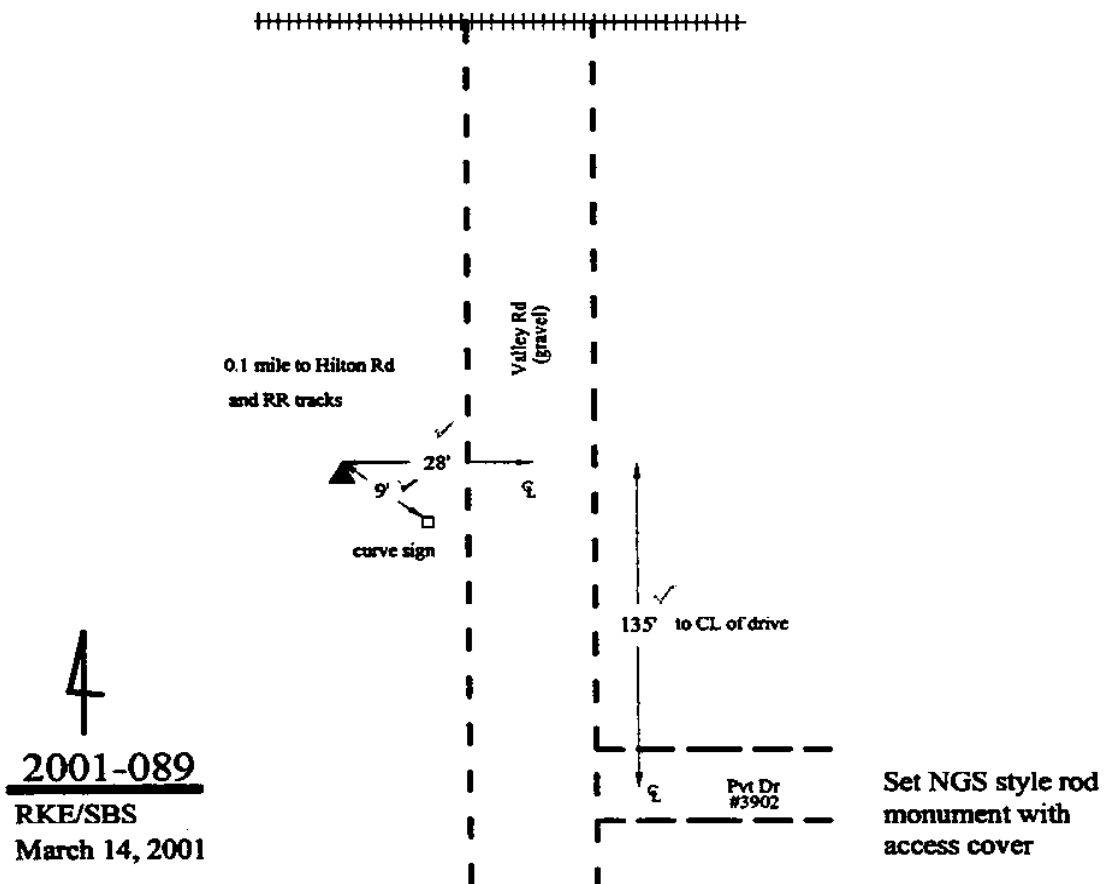 Valley Rd
(gravel)
0.1 mile to Hilton Rd
and RR tracks
28'
9'
℄
curve sign
135' to CL of drive
2001-089
RKE/SBS
March 14, 2001
℄
Pvt Dr
#3902
Set NGS style rod
monument with
access cover